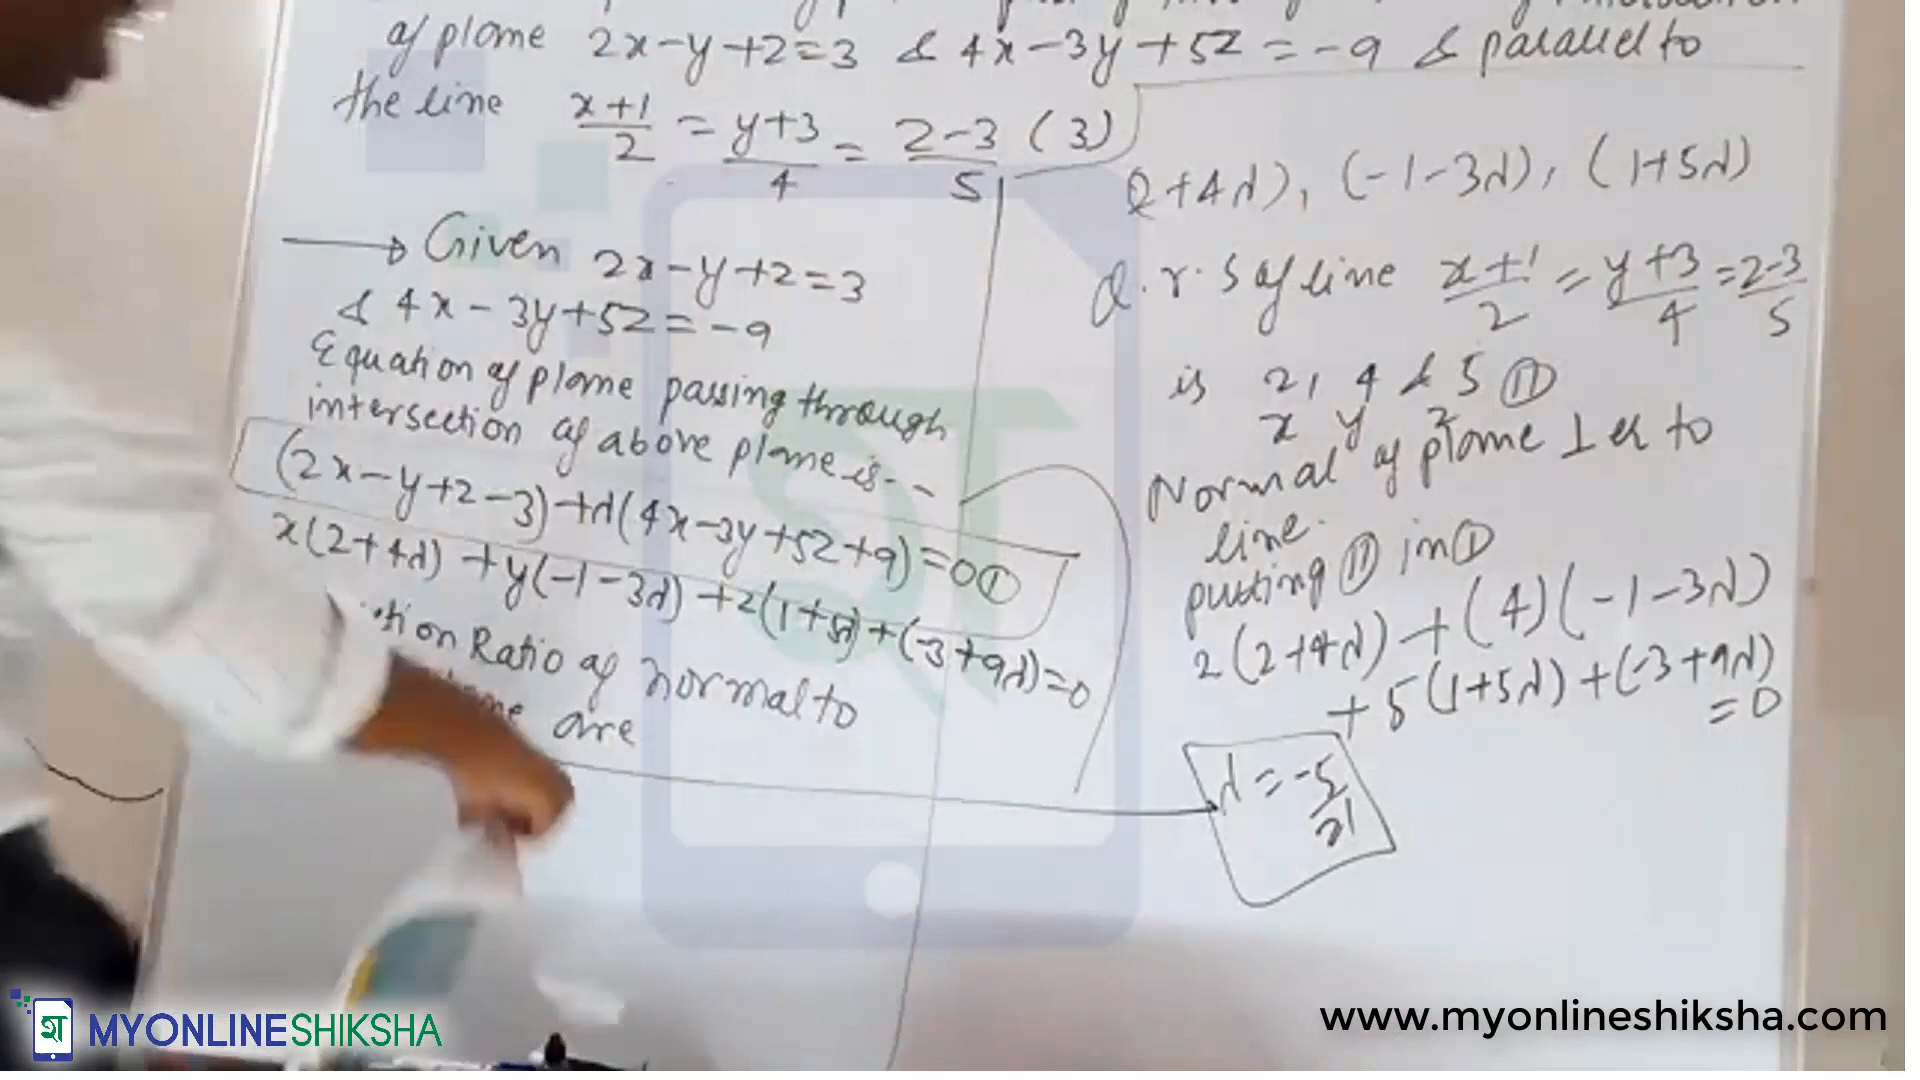 of plane 2x-y+z=3 & 4x-3y+5z=-9 & parallel to
the line x+1/2 = y+3/4 = z-3/5 (3)
→ Given 2x-y+z=3
& 4x-3y+5z=-9
Equation of plane passing through
intersection of above plane is--
(2x-y+z-3)+λ(4x-3y+5z+9)=0 ①
x(2+4λ)+y(-1-3λ)+z(1+5λ)+(-3+9λ)=0
Ratio of normal to
are
(2+4λ), (-1-3λ), (1+5λ)
d.r.s of line x+1/2 = y+3/4 = z-3/5
is 2, 4 & 5 ⑪
x y z
Normal of plane ⊥er to
line.
putting ⑪ in ①
2(2+4λ)+(4)(-1-3λ)
+5(1+5λ)+(-3+9λ)
=0
λ=-5/21
MYONLINESHIKSHA
www.myonlineshiksha.com